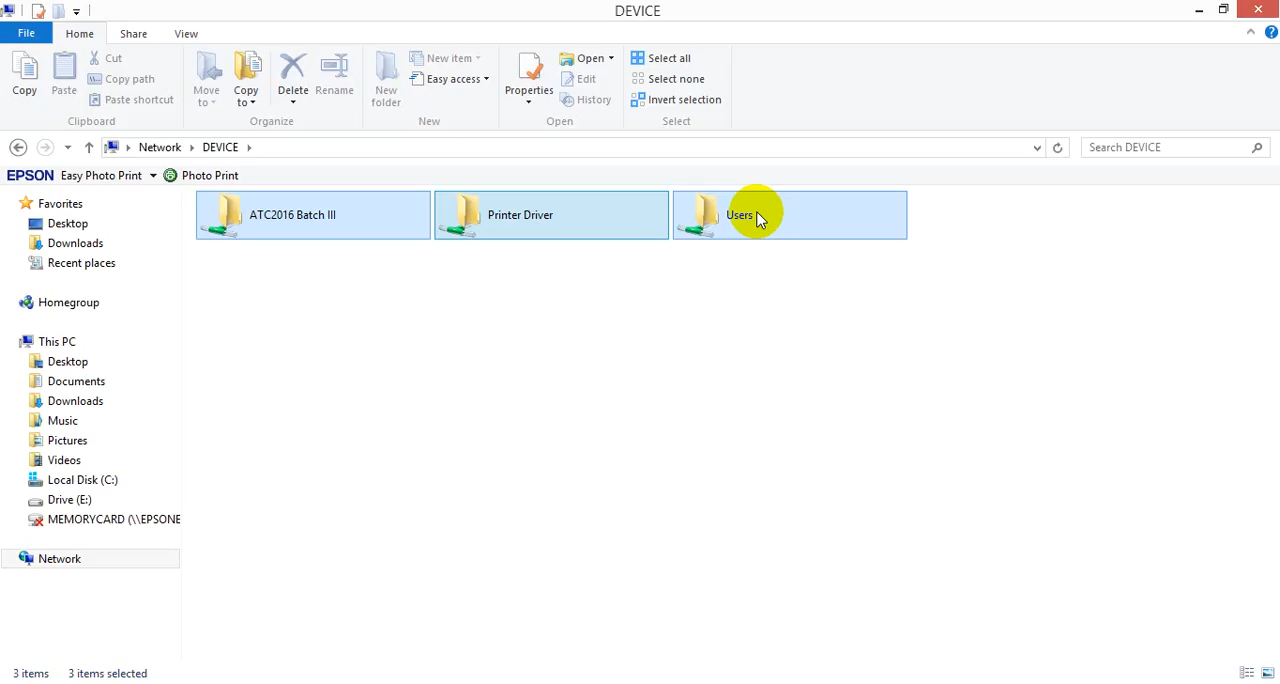 DEVICE
File Home Share View
Copy
Paste
Cut
Copy path
Paste shortcut
Clipboard
Move to
Copy to
Delete
Rename
Organize
New folder
New item
Easy access
New
Properties
Open
Edit
History
Open
Select all
Select none
Invert selection
Select
Network DEVICE
Search DEVICE
EPSON Easy Photo Print Photo Print
Favorites
Desktop
Downloads
Recent places
Homegroup
This PC
Desktop
Documents
Downloads
Music
Pictures
Videos
Local Disk (C:)
Drive (E:)
MEMORYCARD (\\EPSONE
Network
ATC2016 Batch III
Printer Driver
Users
3 items 3 items selected